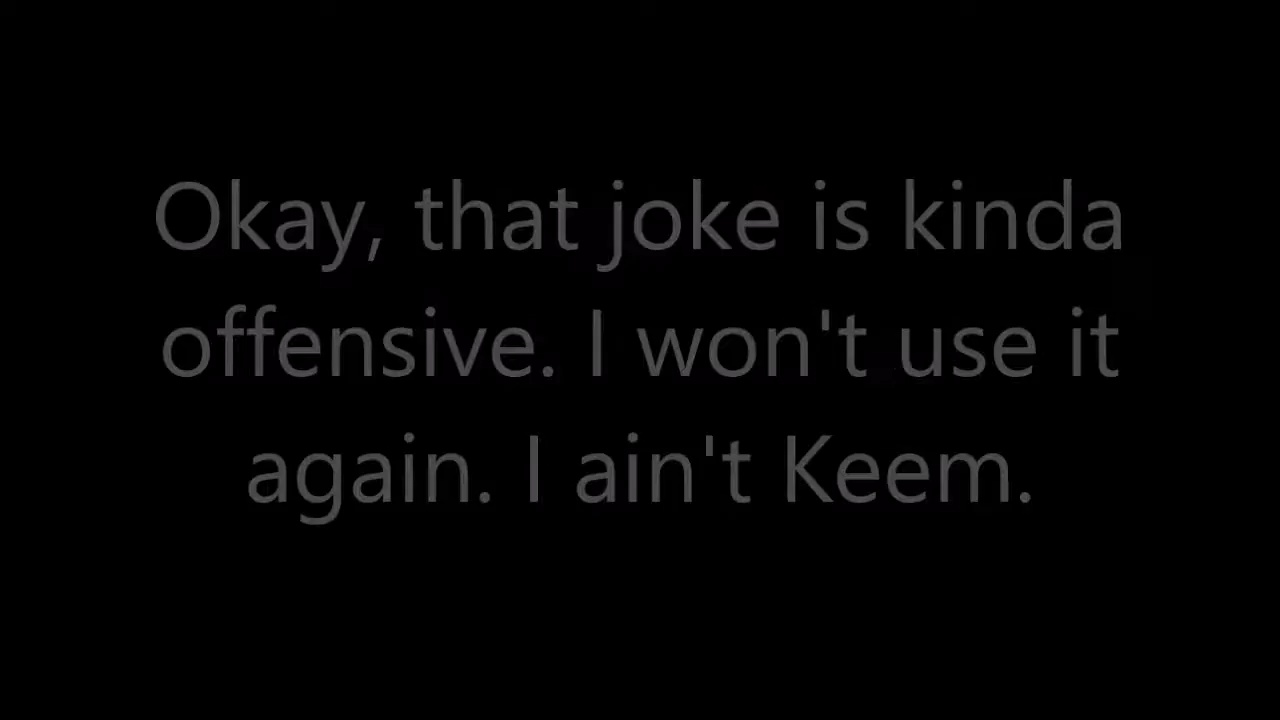 Okay, that joke is kinda
offensive. I won't use it
again. I ain't Keem.